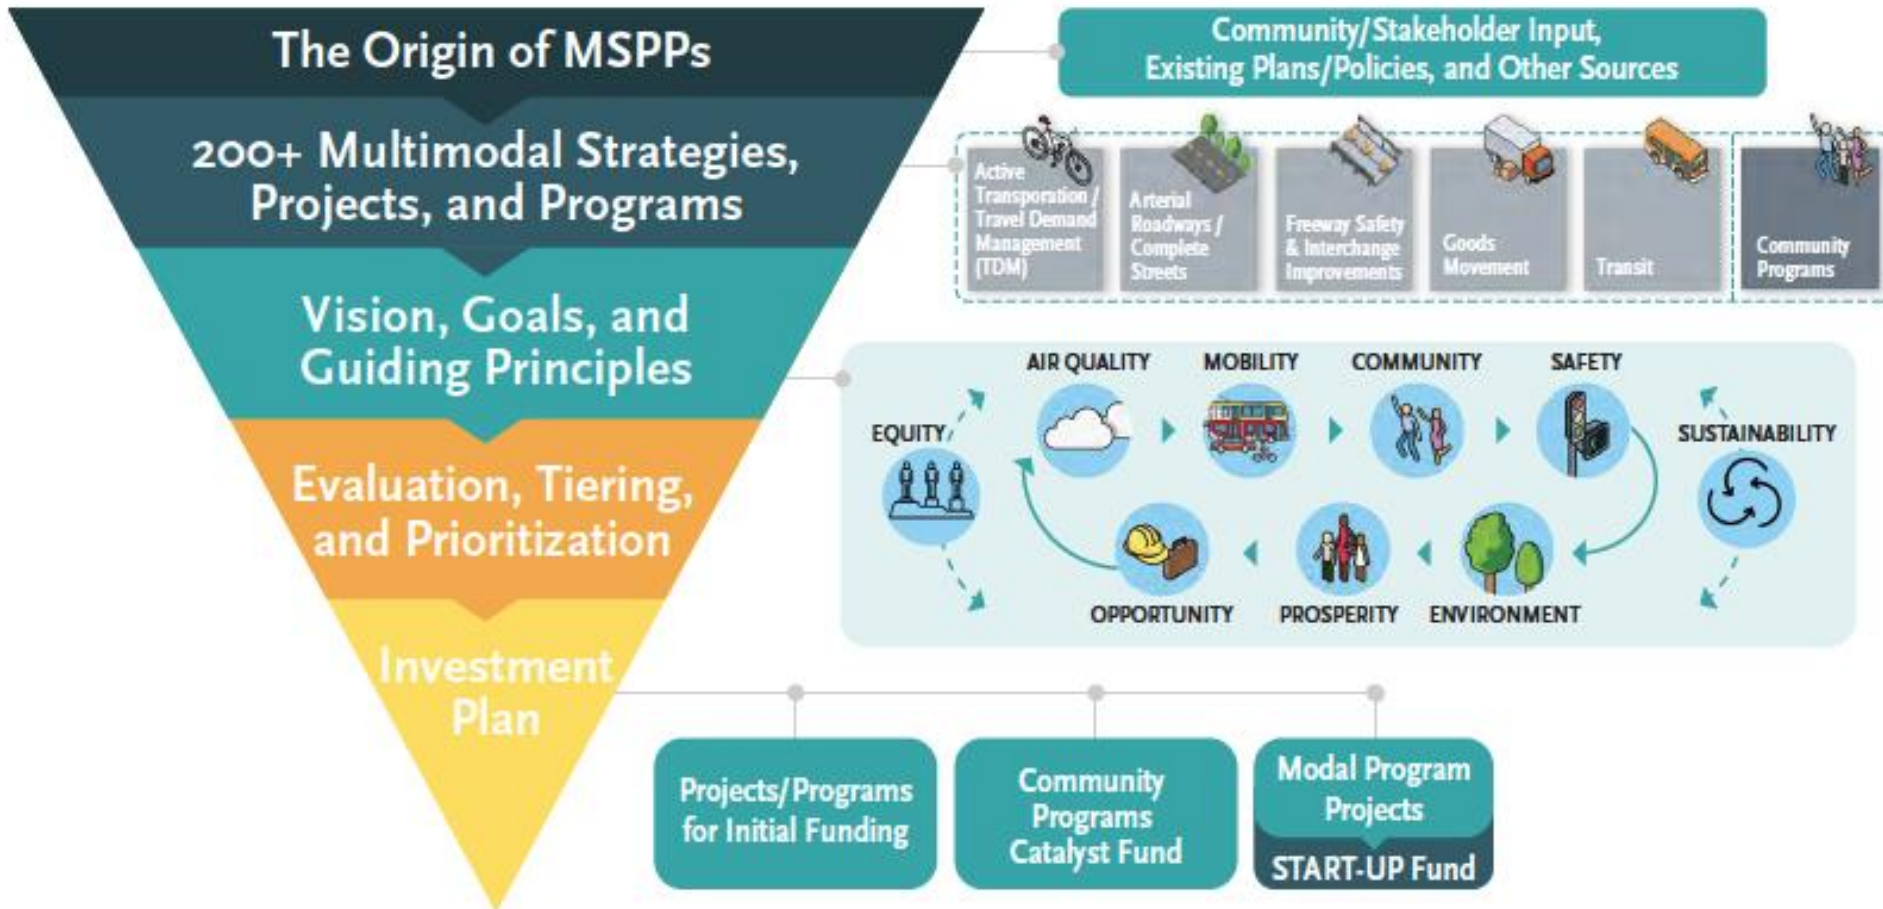 The Origin of MSPPs
Community/Stakeholder Input,
Existing Plans/Policies, and Other Sources
200+ Multimodal Strategies,
Projects, and Programs
Active
Transporation /
Travel Demand
Management
(TDM)
Arterial
Roadways /
Complete
Streets
Freeway Safety
& Interchange
Improvements
Goods
Movement
Transit
Community
Programs
Vision, Goals, and
Guiding Principles
AIR QUALITY
MOBILITY
COMMUNITY
SAFETY
EQUITY
SUSTAINABILITY
OPPORTUNITY
PROSPERITY
ENVIRONMENT
Evaluation, Tiering,
and Prioritization
Investment
Plan
Projects/Programs
for Initial Funding
Community
Programs
Catalyst Fund
Modal Program
Projects
START-UP Fund